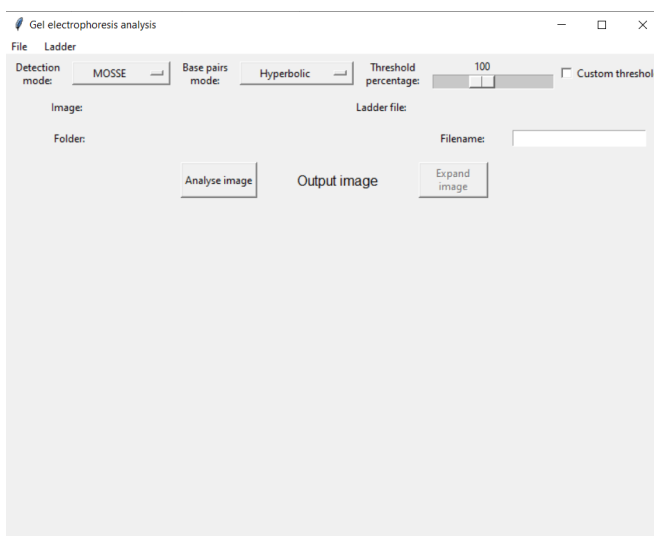 Gel electrophoresis analysis
File Ladder
Detection mode: MOSSE Base pairs mode: Hyperbolic Threshold percentage: 100 Custom threshol
Image: Ladder file:
Folder: Filename:
Analyse image Output image Expand image